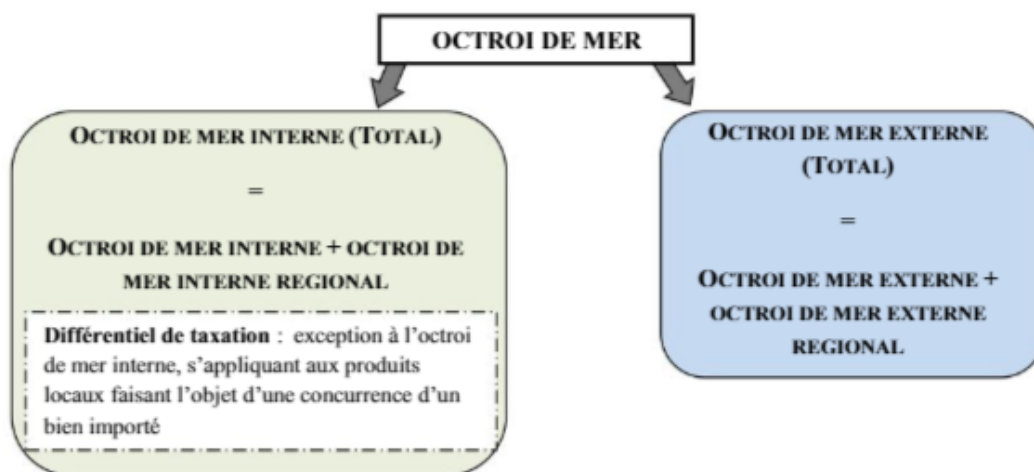 OCTROI DE MER
OCTROI DE MER INTERNE (TOTAL)
=
OCTROI DE MER INTERNE + OCTROI DE
MER INTERNE REGIONAL
Différentiel de taxation : exception à l'octroi
de mer interne, s'appliquant aux produits
locaux faisant l'objet d'une concurrence d'un
bien importé
OCTROI DE MER EXTERNE
(TOTAL)
=
OCTROI DE MER EXTERNE +
OCTROI DE MER EXTERNE
REGIONAL